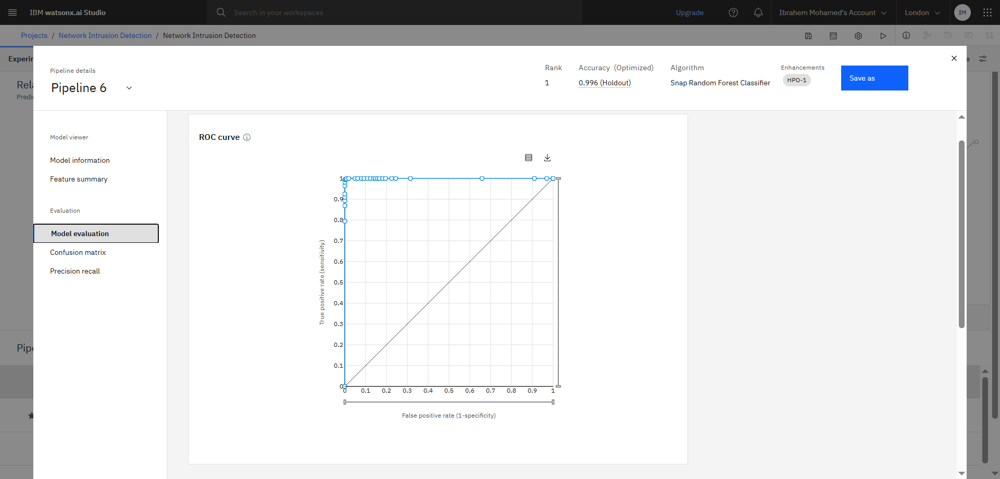 IBM watsonx.ai Studio
Search in your workspaces
Upgrade
Ibrahem Mohamed's Account
London
IM
Projects / Network Intrusion Detection / Network Intrusion Detection
Pipeline details
Pipeline 6
Rank
1
Accuracy (Optimized)
0.996 (Holdout)
Algorithm
Snap Random Forest Classifier
Enhancements
HPO-1
Save as
Model viewer
Model information
Feature summary
Evaluation
Model evaluation
Confusion matrix
Precision recall
ROC curve
True positive rate (sensitivity)
1
0.9
0.8
0.7
0.6
0.5
0.4
0.3
0.2
0.1
0
0 0.1 0.2 0.3 0.4 0.5 0.6 0.7 0.8 0.9 1
False positive rate (1-specificity)